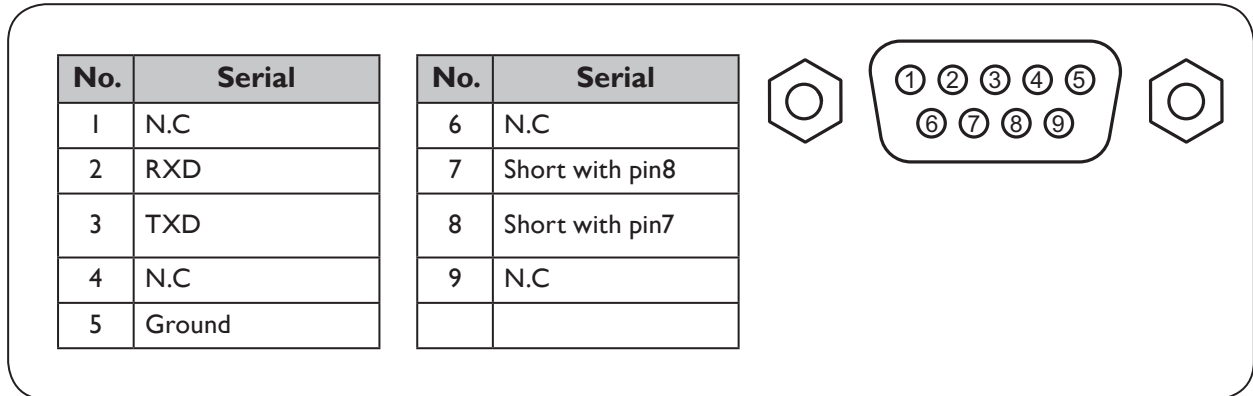 No. Serial
1 N.C
2 RXD
3 TXD
4 N.C
5 Ground
No. Serial
6 N.C
7 Short with pin8
8 Short with pin7
9 N.C
1 2 3 4 5
6 7 8 9